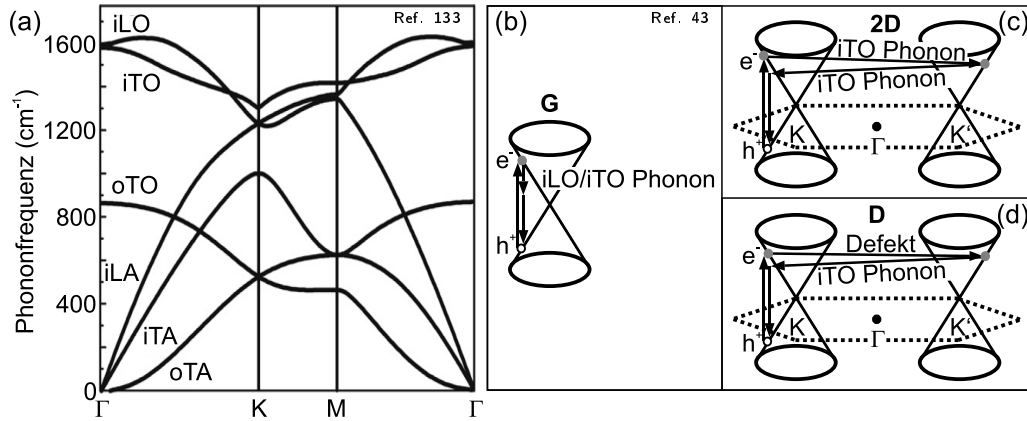 (a)
Ref. 133
Phononfrequenz (cm⁻¹)
1600
1200
800
400
0
iLO
iTO
oTO
iLA
iTA
oTA
Γ
K
M
Γ
(b)
Ref. 43
G
e⁻
iLO/iTO Phonon
h⁺
(c)
2D
iTO Phonon
e⁻
iTO Phonon
K
K‘
Γ
h⁺
(d)
D
Defekt
e⁻
iTO Phonon
K
K‘
Γ
h⁺